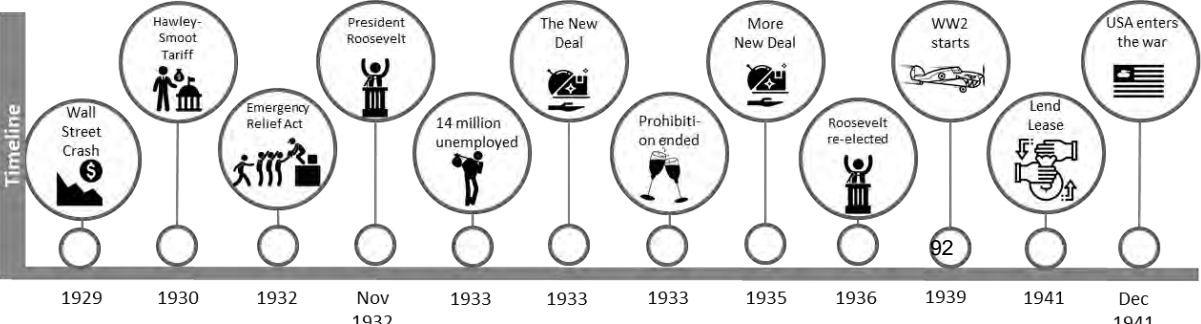 Timeline
Wall
Street
Crash
$
Hawley-
Smoot
Tariff
Emergency
Relief Act
President
Roosevelt
14 million
unemployed
The New
Deal
Prohibiti-
on ended
More
New Deal
Roosevelt
re-elected
WW2
starts
Lend
Lease
USA enters
the war
92
1929
1930
1932
Nov
1932
1933
1933
1933
1935
1936
1939
1941
Dec
1941